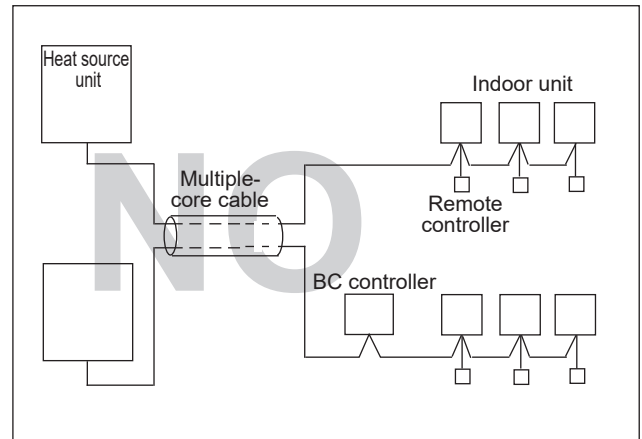 Heat source
unit
Indoor unit
NO
Multiple-
core cable
Remote
controller
BC controller